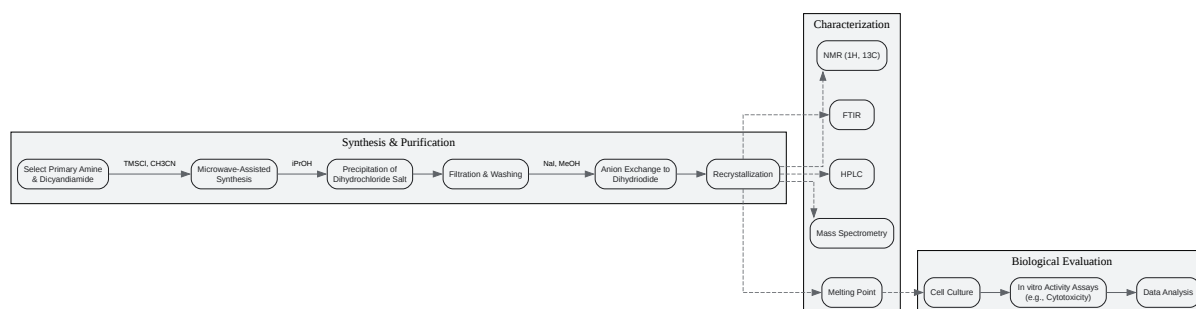 Characterization
NMR (1H, 13C)
FTIR
Synthesis & Purification
Select Primary Amine
& Dicyandiamide
TMSCl, CH3CN
Microwave-Assisted
Synthesis
iPrOH
Precipitation of
Dihydrochloride Salt
Filtration & Washing
NaI, MeOH
Anion Exchange to
Dihydriodide
Recrystallization
HPLC
Mass Spectrometry
Melting Point
Biological Evaluation
Cell Culture
In vitro Activity Assays
(e.g., Cytotoxicity)
Data Analysis